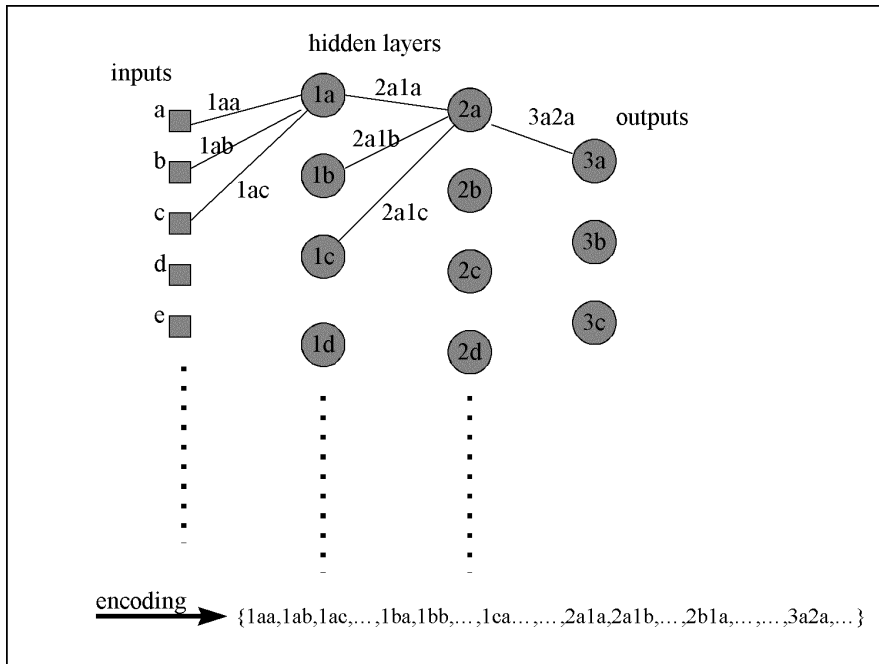 hidden layers
inputs
outputs
a
b
c
d
e
1aa
1ab
1ac
1a
1b
1c
1d
2a1a
2a1b
2a1c
2a
2b
2c
2d
3a2a
3a
3b
3c
encoding
{1aa,1ab,1ac,…,1ba,1bb,…,1ca…,…,2a1a,2a1b,…,2b1a,…,…,3a2a,…}